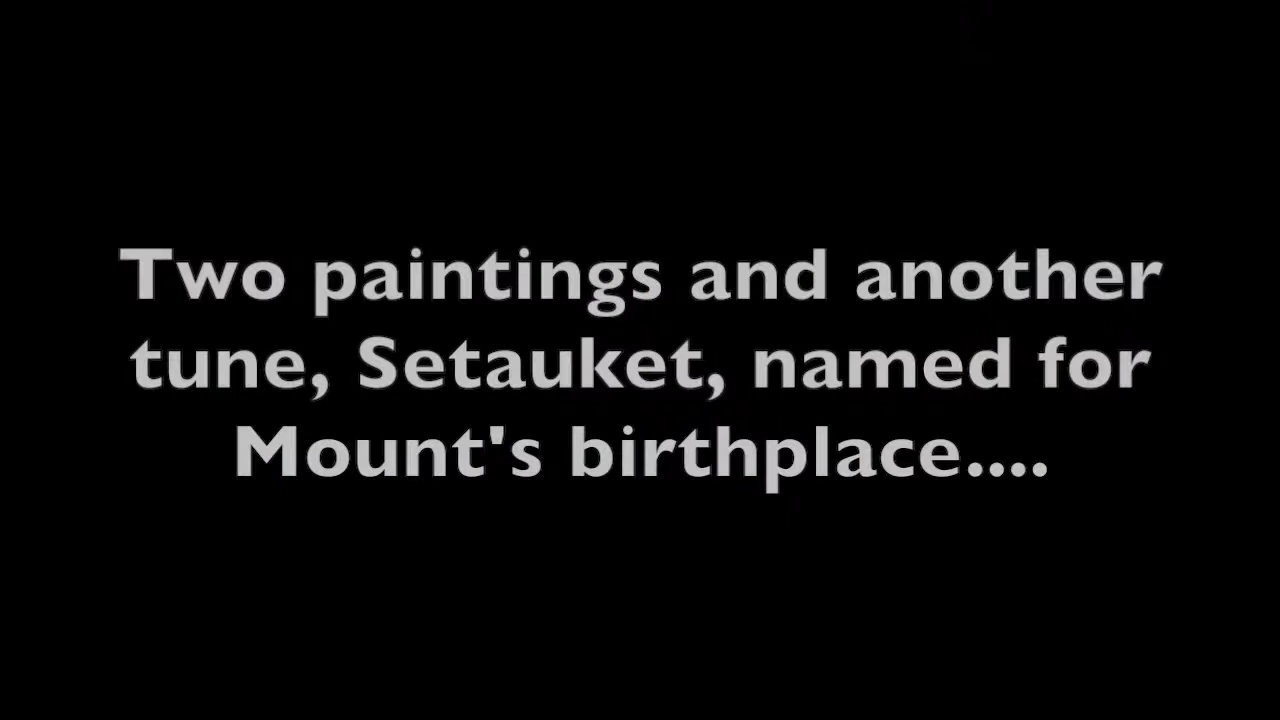 Two paintings and another
tune, Setauket, named for
Mount's birthplace....